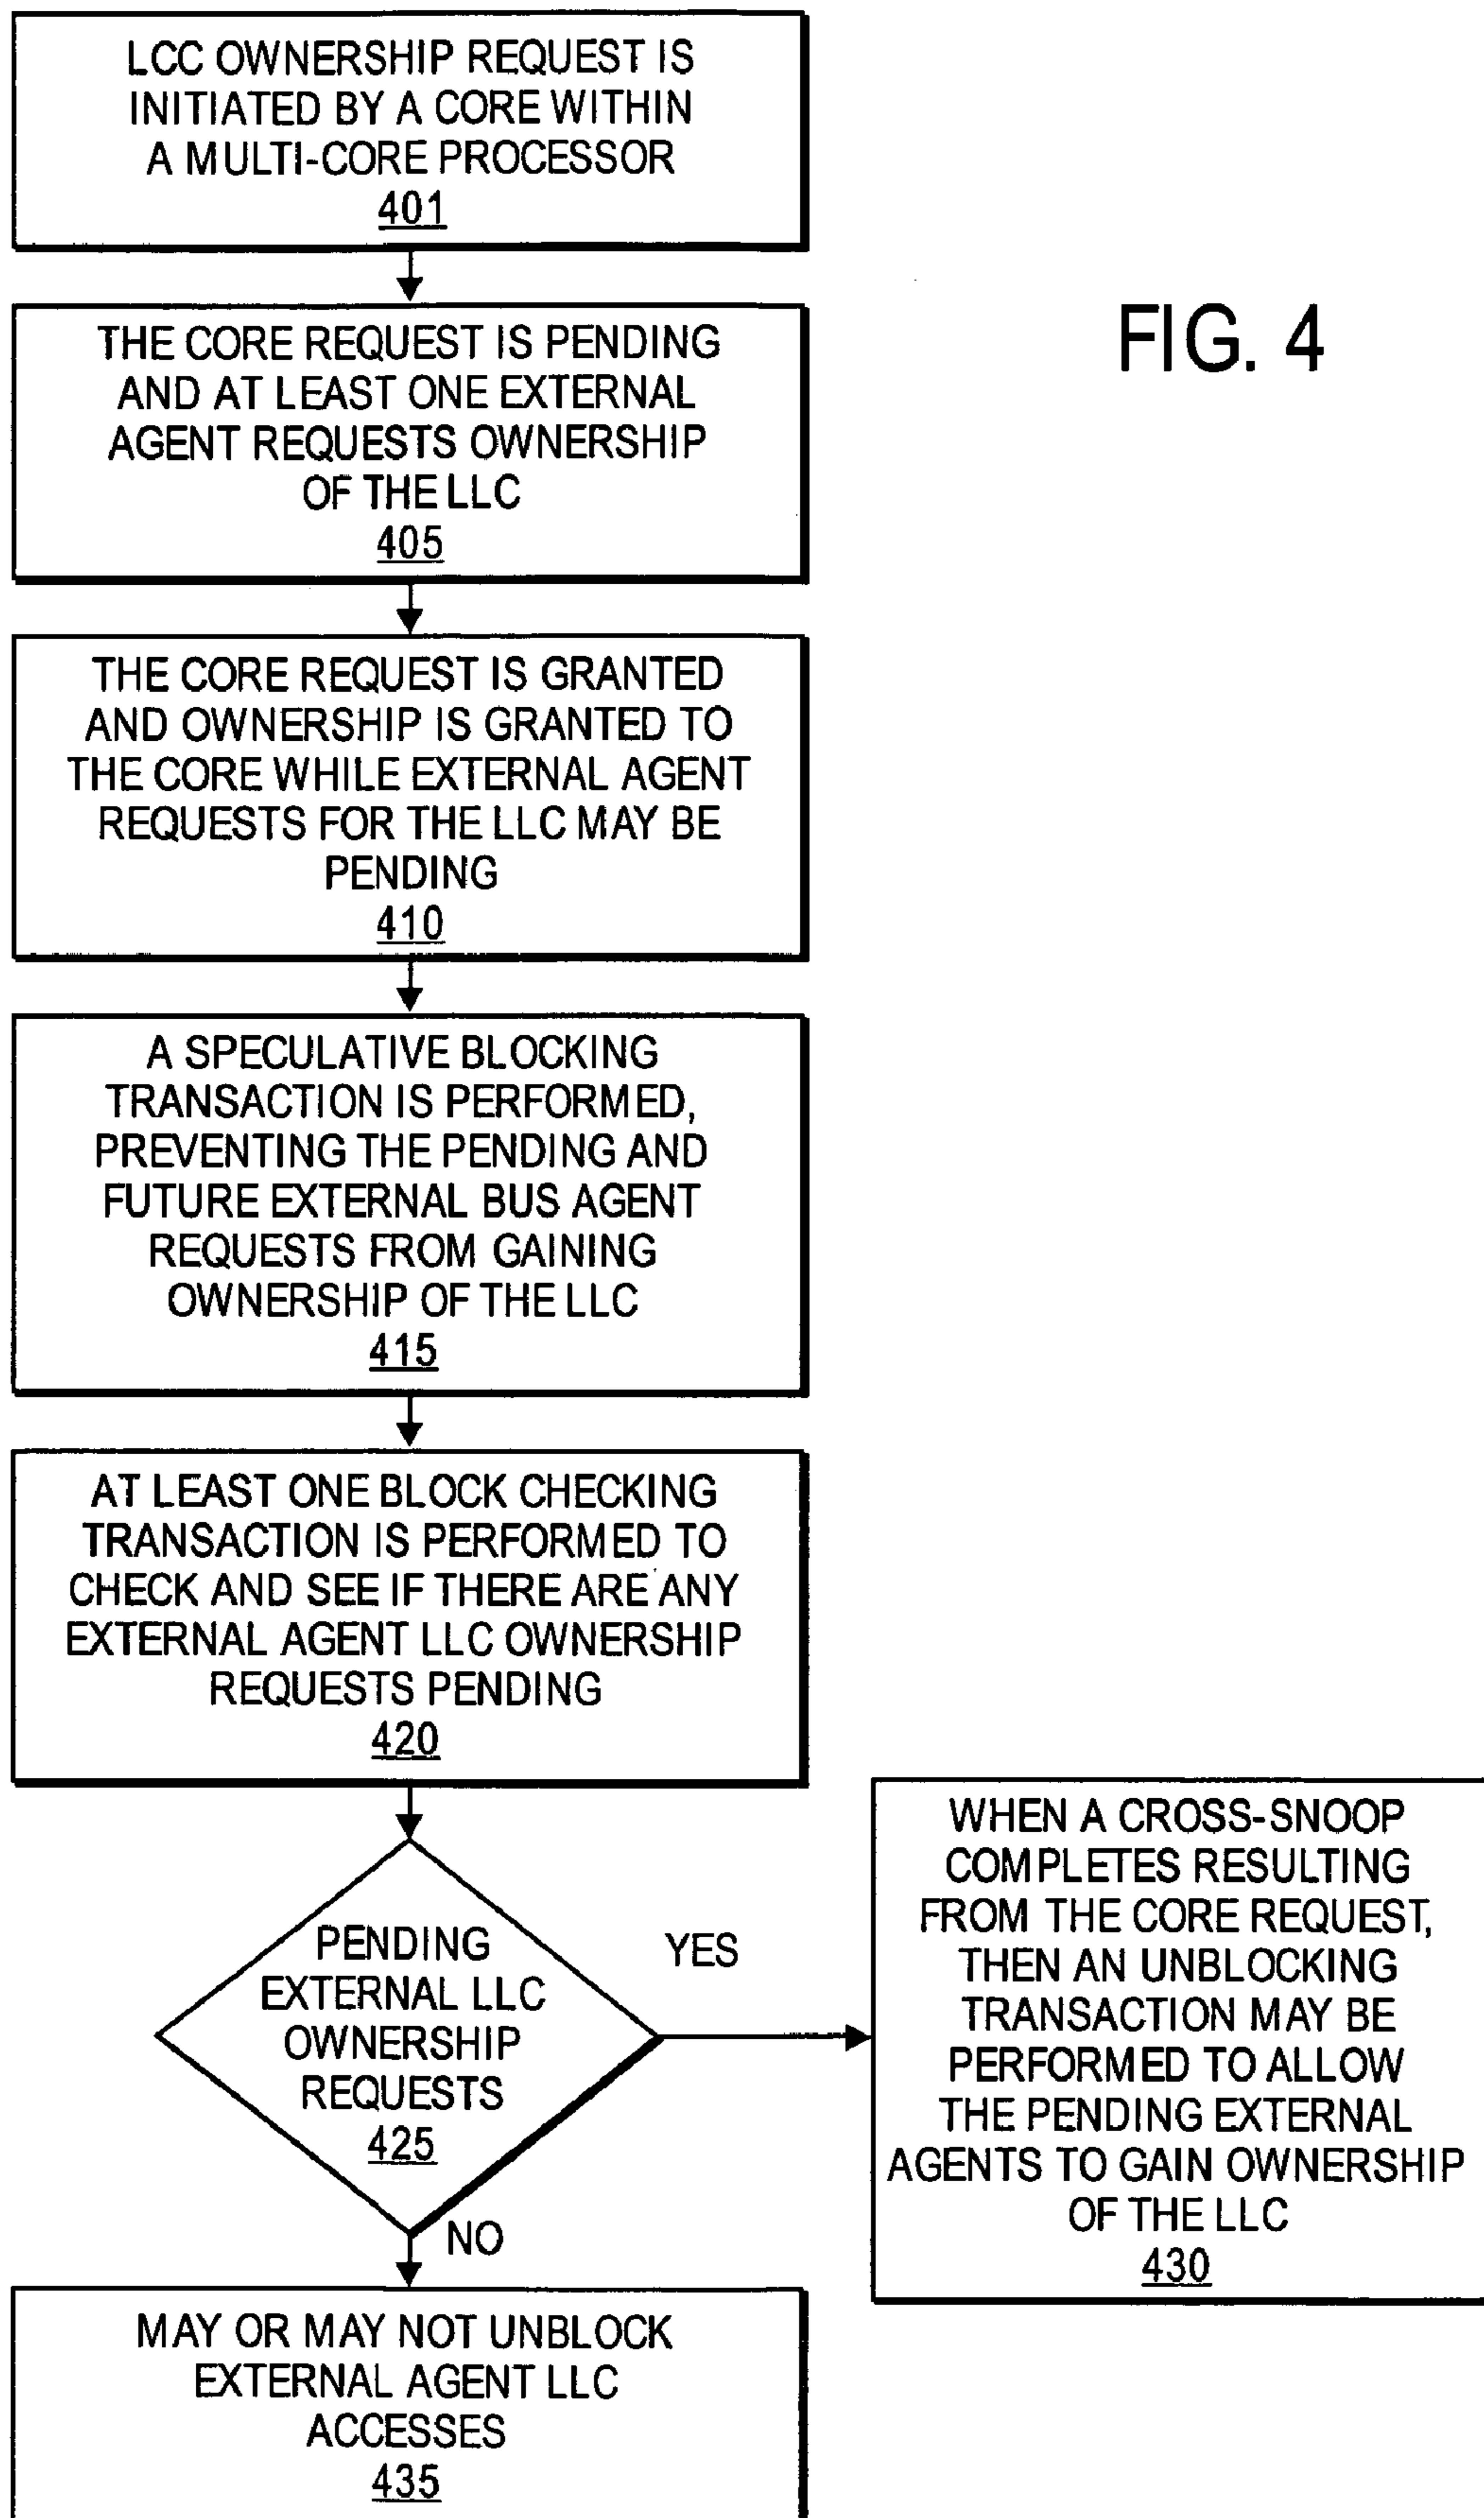 LCC OWNERSHIP REQUEST IS
INITIATED BY A CORE WITHIN
A MULTI-CORE PROCESSOR
401
THE CORE REQUEST IS PENDING
AND AT LEAST ONE EXTERNAL
AGENT REQUESTS OWNERSHIP
OF THE LLC
405
FIG. 4
THE CORE REQUEST IS GRANTED
AND OWNERSHIP IS GRANTED TO
THE CORE WHILE EXTERNAL AGENT
REQUESTS FOR THE LLC MAY BE
PENDING
410
A SPECULATIVE BLOCKING
TRANSACTION IS PERFORMED,
PREVENTING THE PENDING AND
FUTURE EXTERNAL BUS AGENT
REQUESTS FROM GAINING
OWNERSHIP OF THE LLC
415
AT LEAST ONE BLOCK CHECKING
TRANSACTION IS PERFORMED TO
CHECK AND SEE IF THERE ARE ANY
EXTERNAL AGENT LLC OWNERSHIP
REQUESTS PENDING
420
PENDING
EXTERNAL LLC
OWNERSHIP
REQUESTS
425
YES
WHEN A CROSS-SNOOP
COMPLETES RESULTING
FROM THE CORE REQUEST,
THEN AN UNBLOCKING
TRANSACTION MAY BE
PERFORMED TO ALLOW
THE PENDING EXTERNAL
AGENTS TO GAIN OWNERSHIP
OF THE LLC
430
NO
MAY OR MAY NOT UNBLOCK
EXTERNAL AGENT LLC
ACCESSES
435